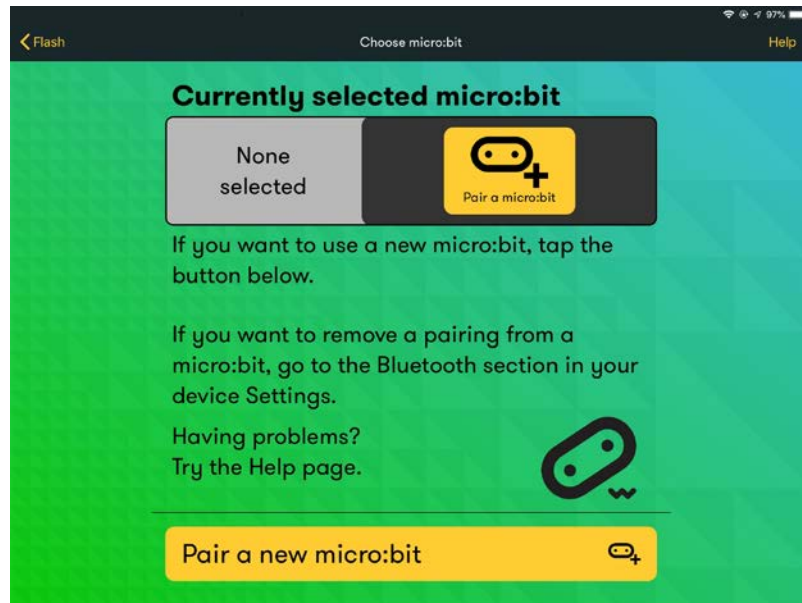 97%
Flash
Choose micro:bit
Help
Currently selected micro:bit
None
selected
Pair a micro:bit
If you want to use a new micro:bit, tap the
button below.
If you want to remove a pairing from a
micro:bit, go to the Bluetooth section in your
device Settings.
Having problems?
Try the Help page.
Pair a new micro:bit